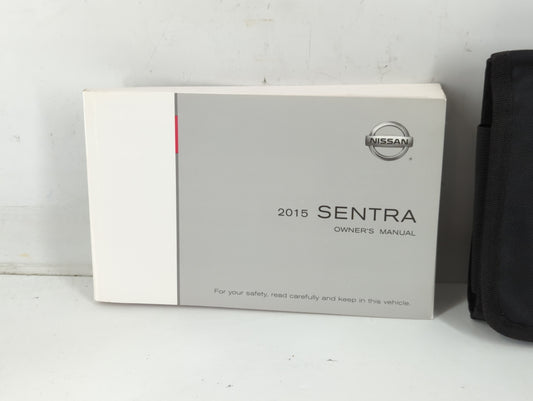 NISSAN
2015 SENTRA
OWNER'S MANUAL
For your safety, read carefully and keep in this vehicle.